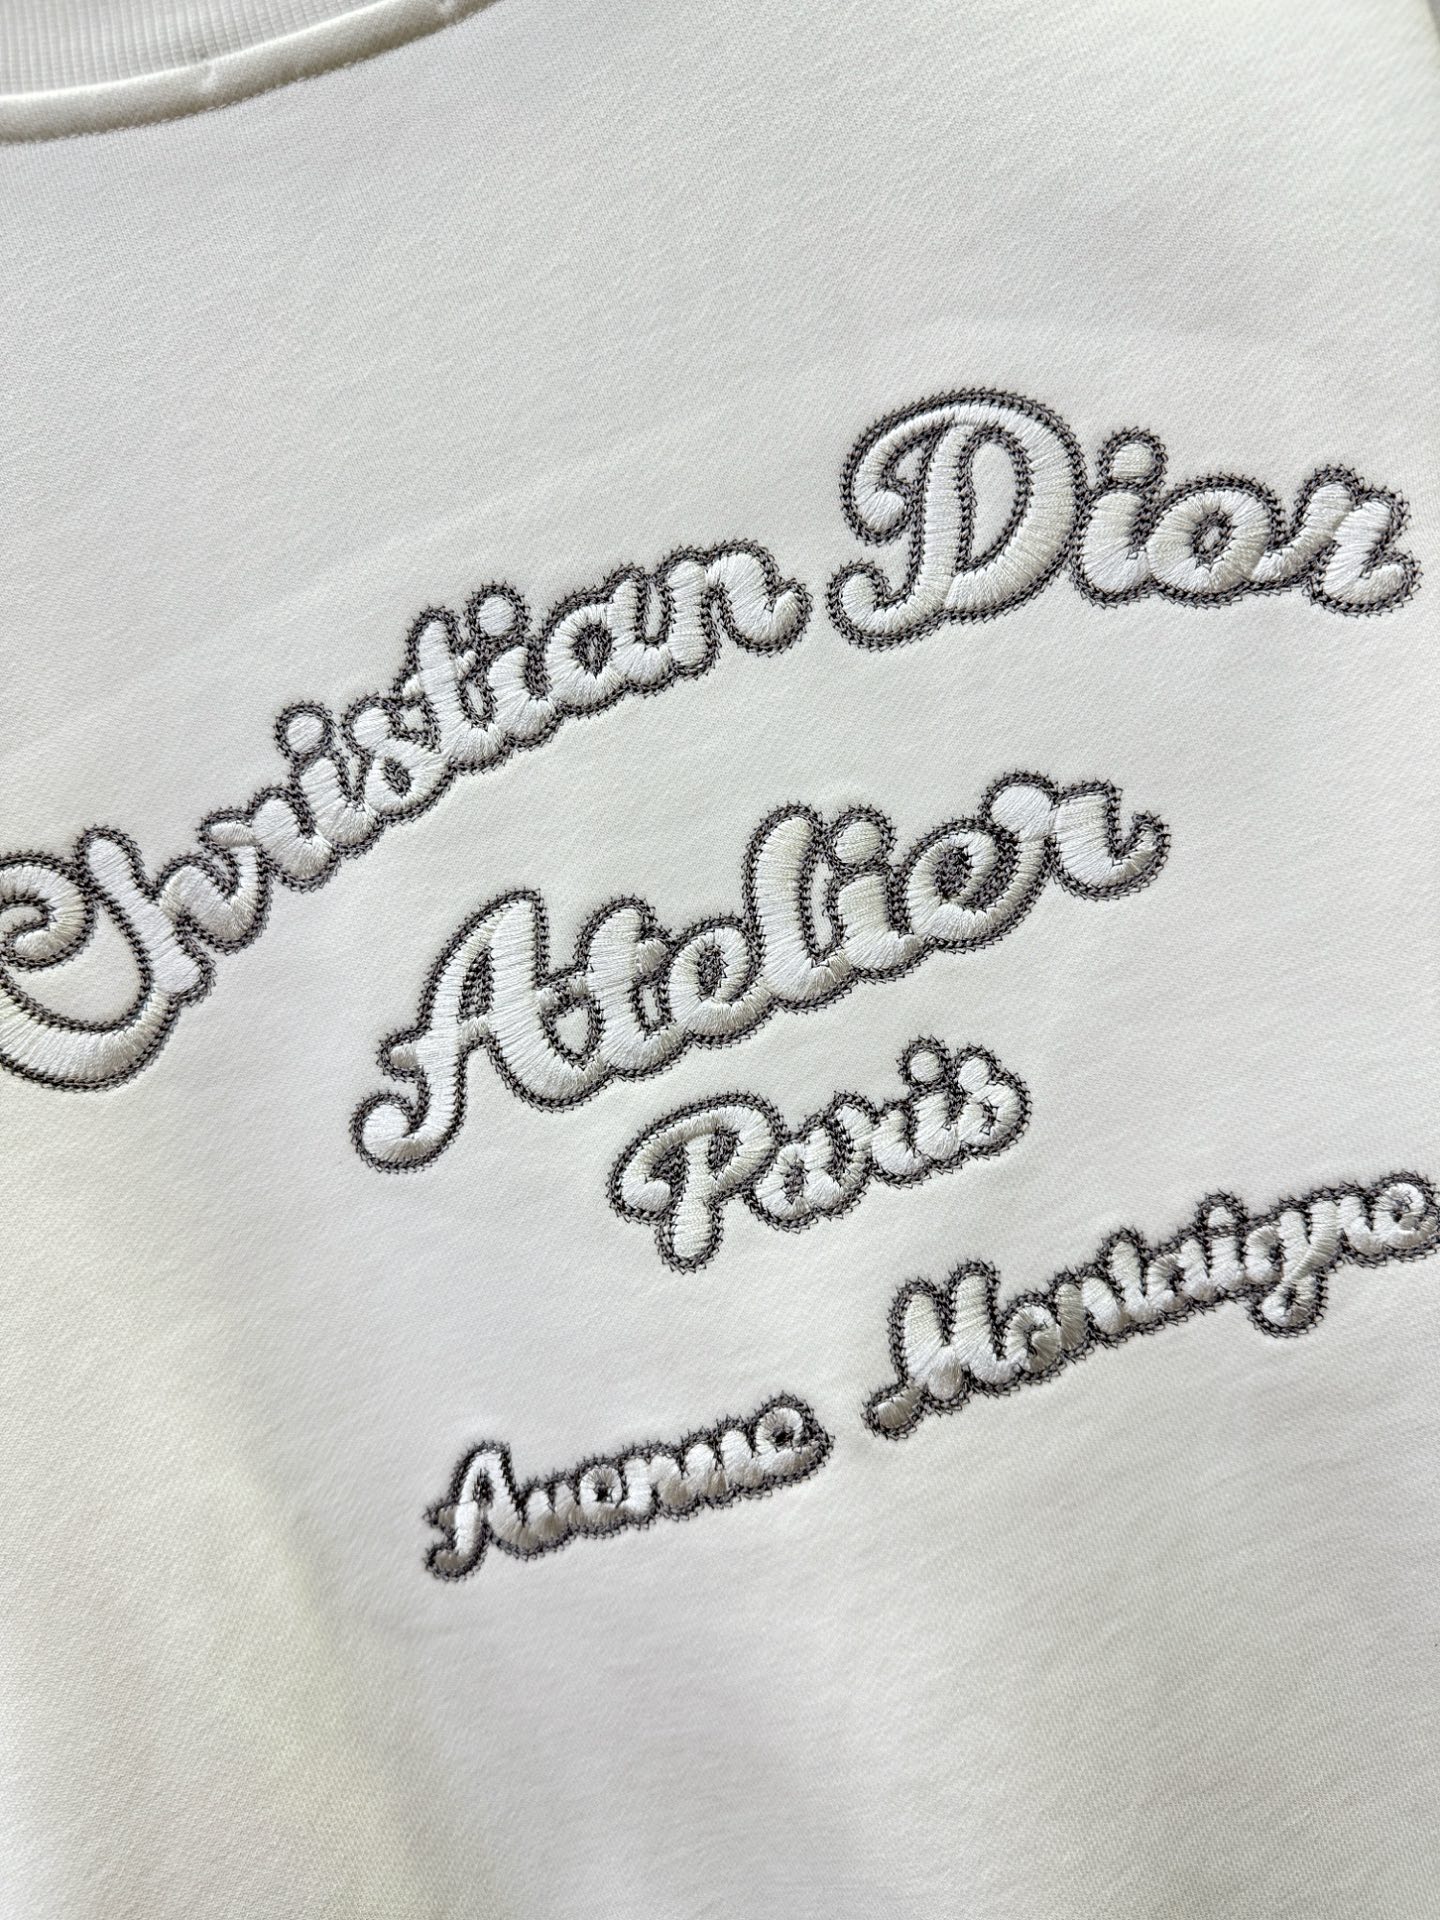 Christian Dior
Atelier
Paris
Avenue Montaigne